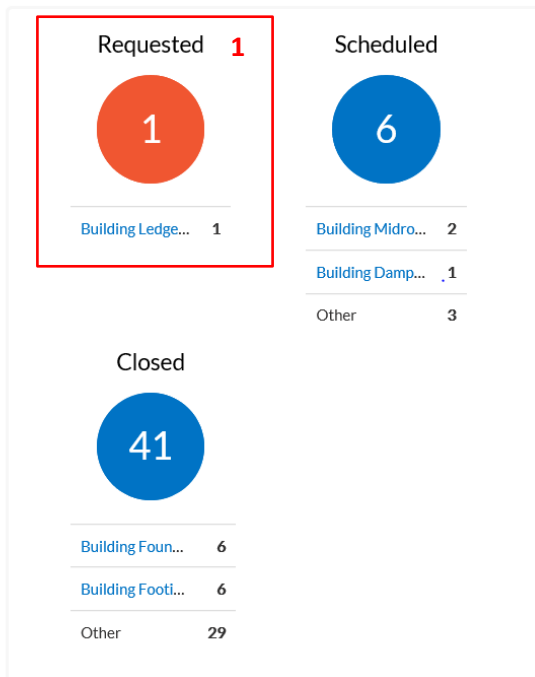 Requested 1
1
Building Ledge... 1
Scheduled
6
Building Midro... 2
Building Damp... 1
Other 3
Closed
41
Building Foun... 6
Building Footi... 6
Other 29